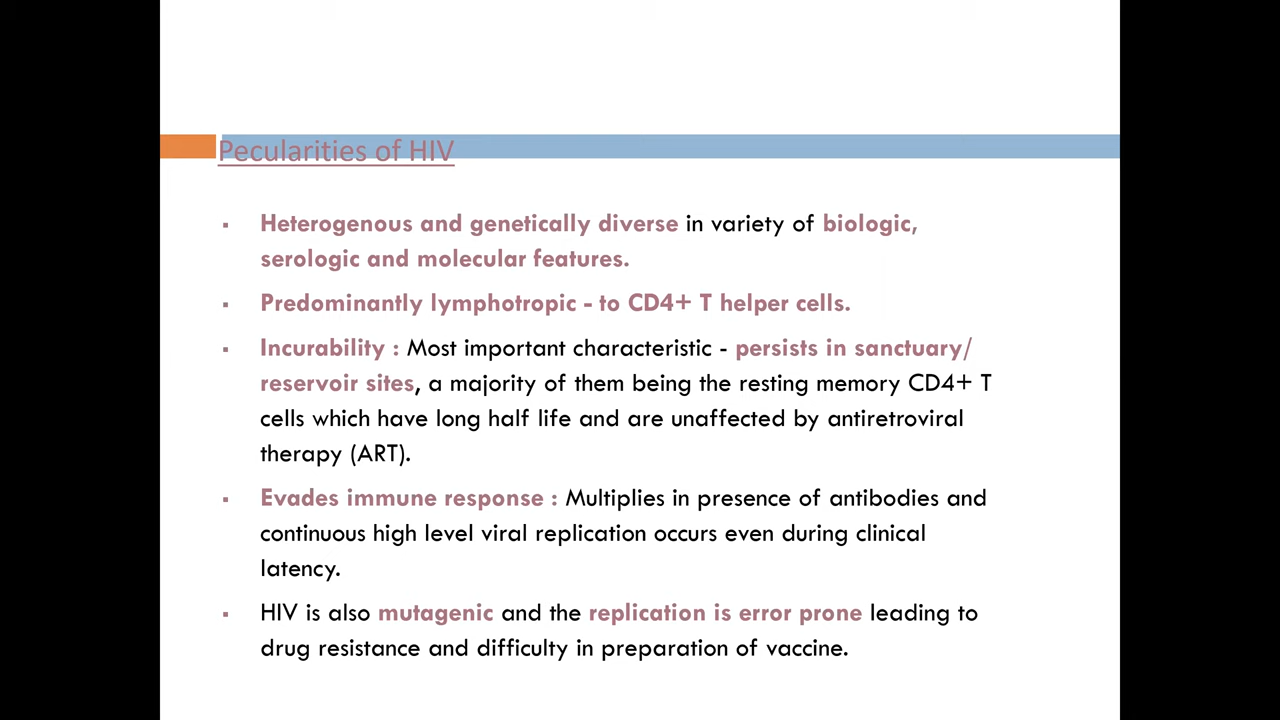 Pecularities of HIV
▪ Heterogenous and genetically diverse in variety of biologic,
serologic and molecular features.
▪ Predominantly lymphotropic - to CD4+ T helper cells.
▪ Incurability : Most important characteristic - persists in sanctuary/
reservoir sites, a majority of them being the resting memory CD4+ T
cells which have long half life and are unaffected by antiretroviral
therapy (ART).
▪ Evades immune response : Multiplies in presence of antibodies and
continuous high level viral replication occurs even during clinical
latency.
▪ HIV is also mutagenic and the replication is error prone leading to
drug resistance and difficulty in preparation of vaccine.